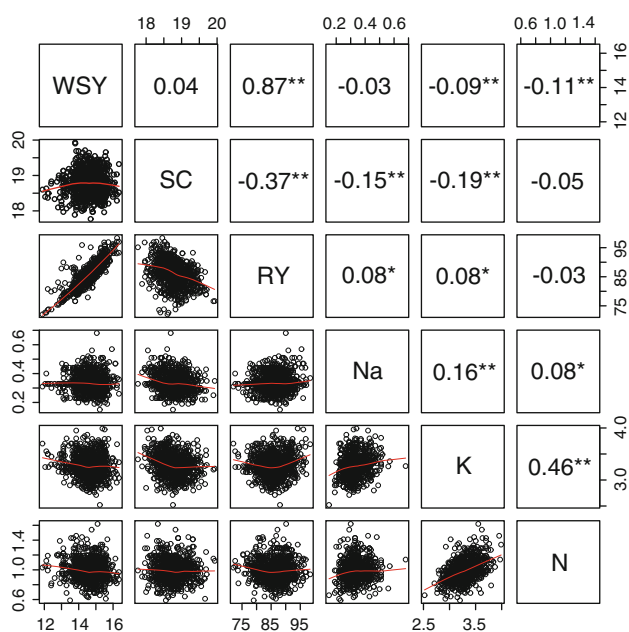 18 19 20 0.2 0.4 0.6 0.6 1.0 1.4
WSY 0.04 0.87** -0.03 -0.09** -0.11** 12 14 16
18 19 20 SC -0.37** -0.15** -0.19** -0.05
RY 0.08* 0.08* -0.03 75 85 95
0.2 0.4 0.6 Na 0.16** 0.08*
K 0.46** 3.0 4.0
0.6 1.0 1.4 N
12 14 16 75 85 95 2.5 3.5